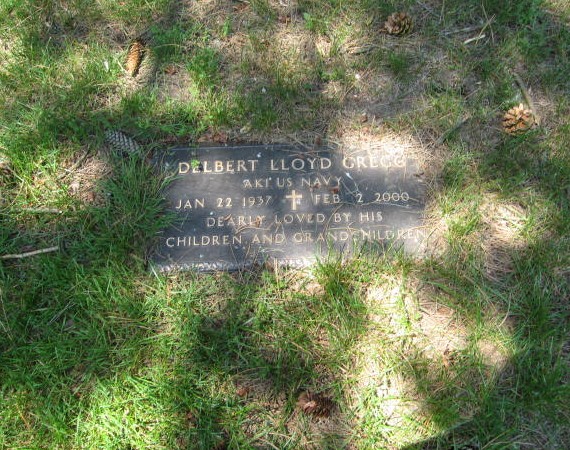 DELBERT LLOYD GREGG
AK1 US NAVY
JAN 22 1937 FEB 2 2000
DEARLY LOVED BY HIS
CHILDREN AND GRANDCHILDREN